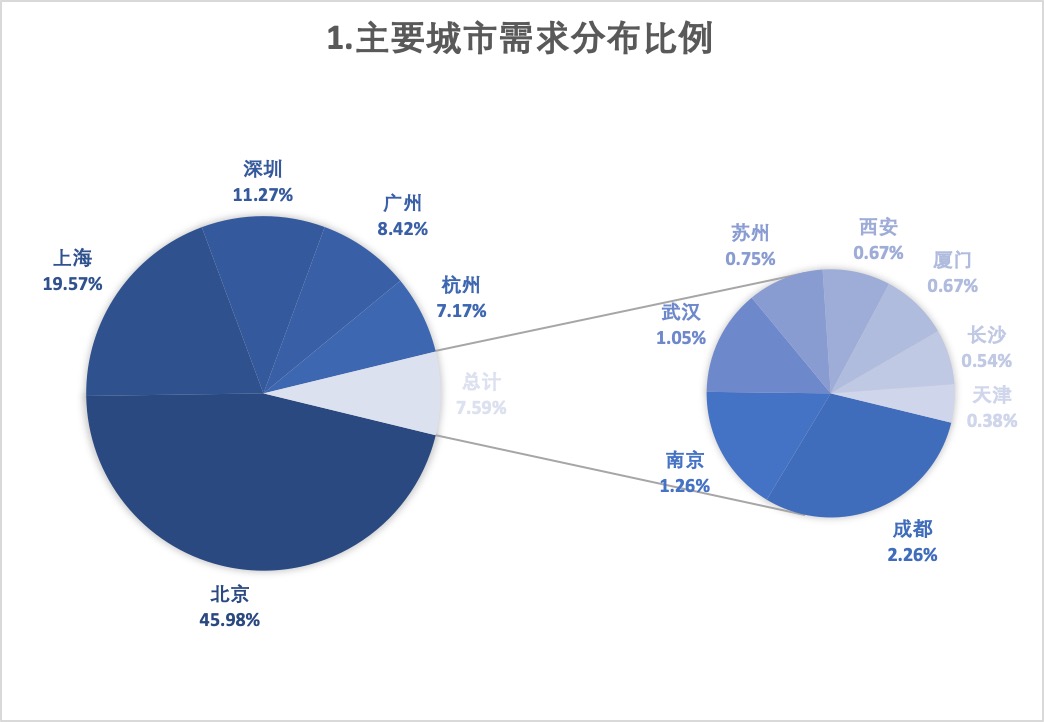 1.主要城市需求分布比例
深圳
11.27%
广州
8.42%
上海
19.57%
杭州
7.17%
总计
7.59%
北京
45.98%
苏州
0.75%
西安
0.67%
厦门
0.67%
武汉
1.05%
长沙
0.54%
天津
0.38%
南京
1.26%
成都
2.26%